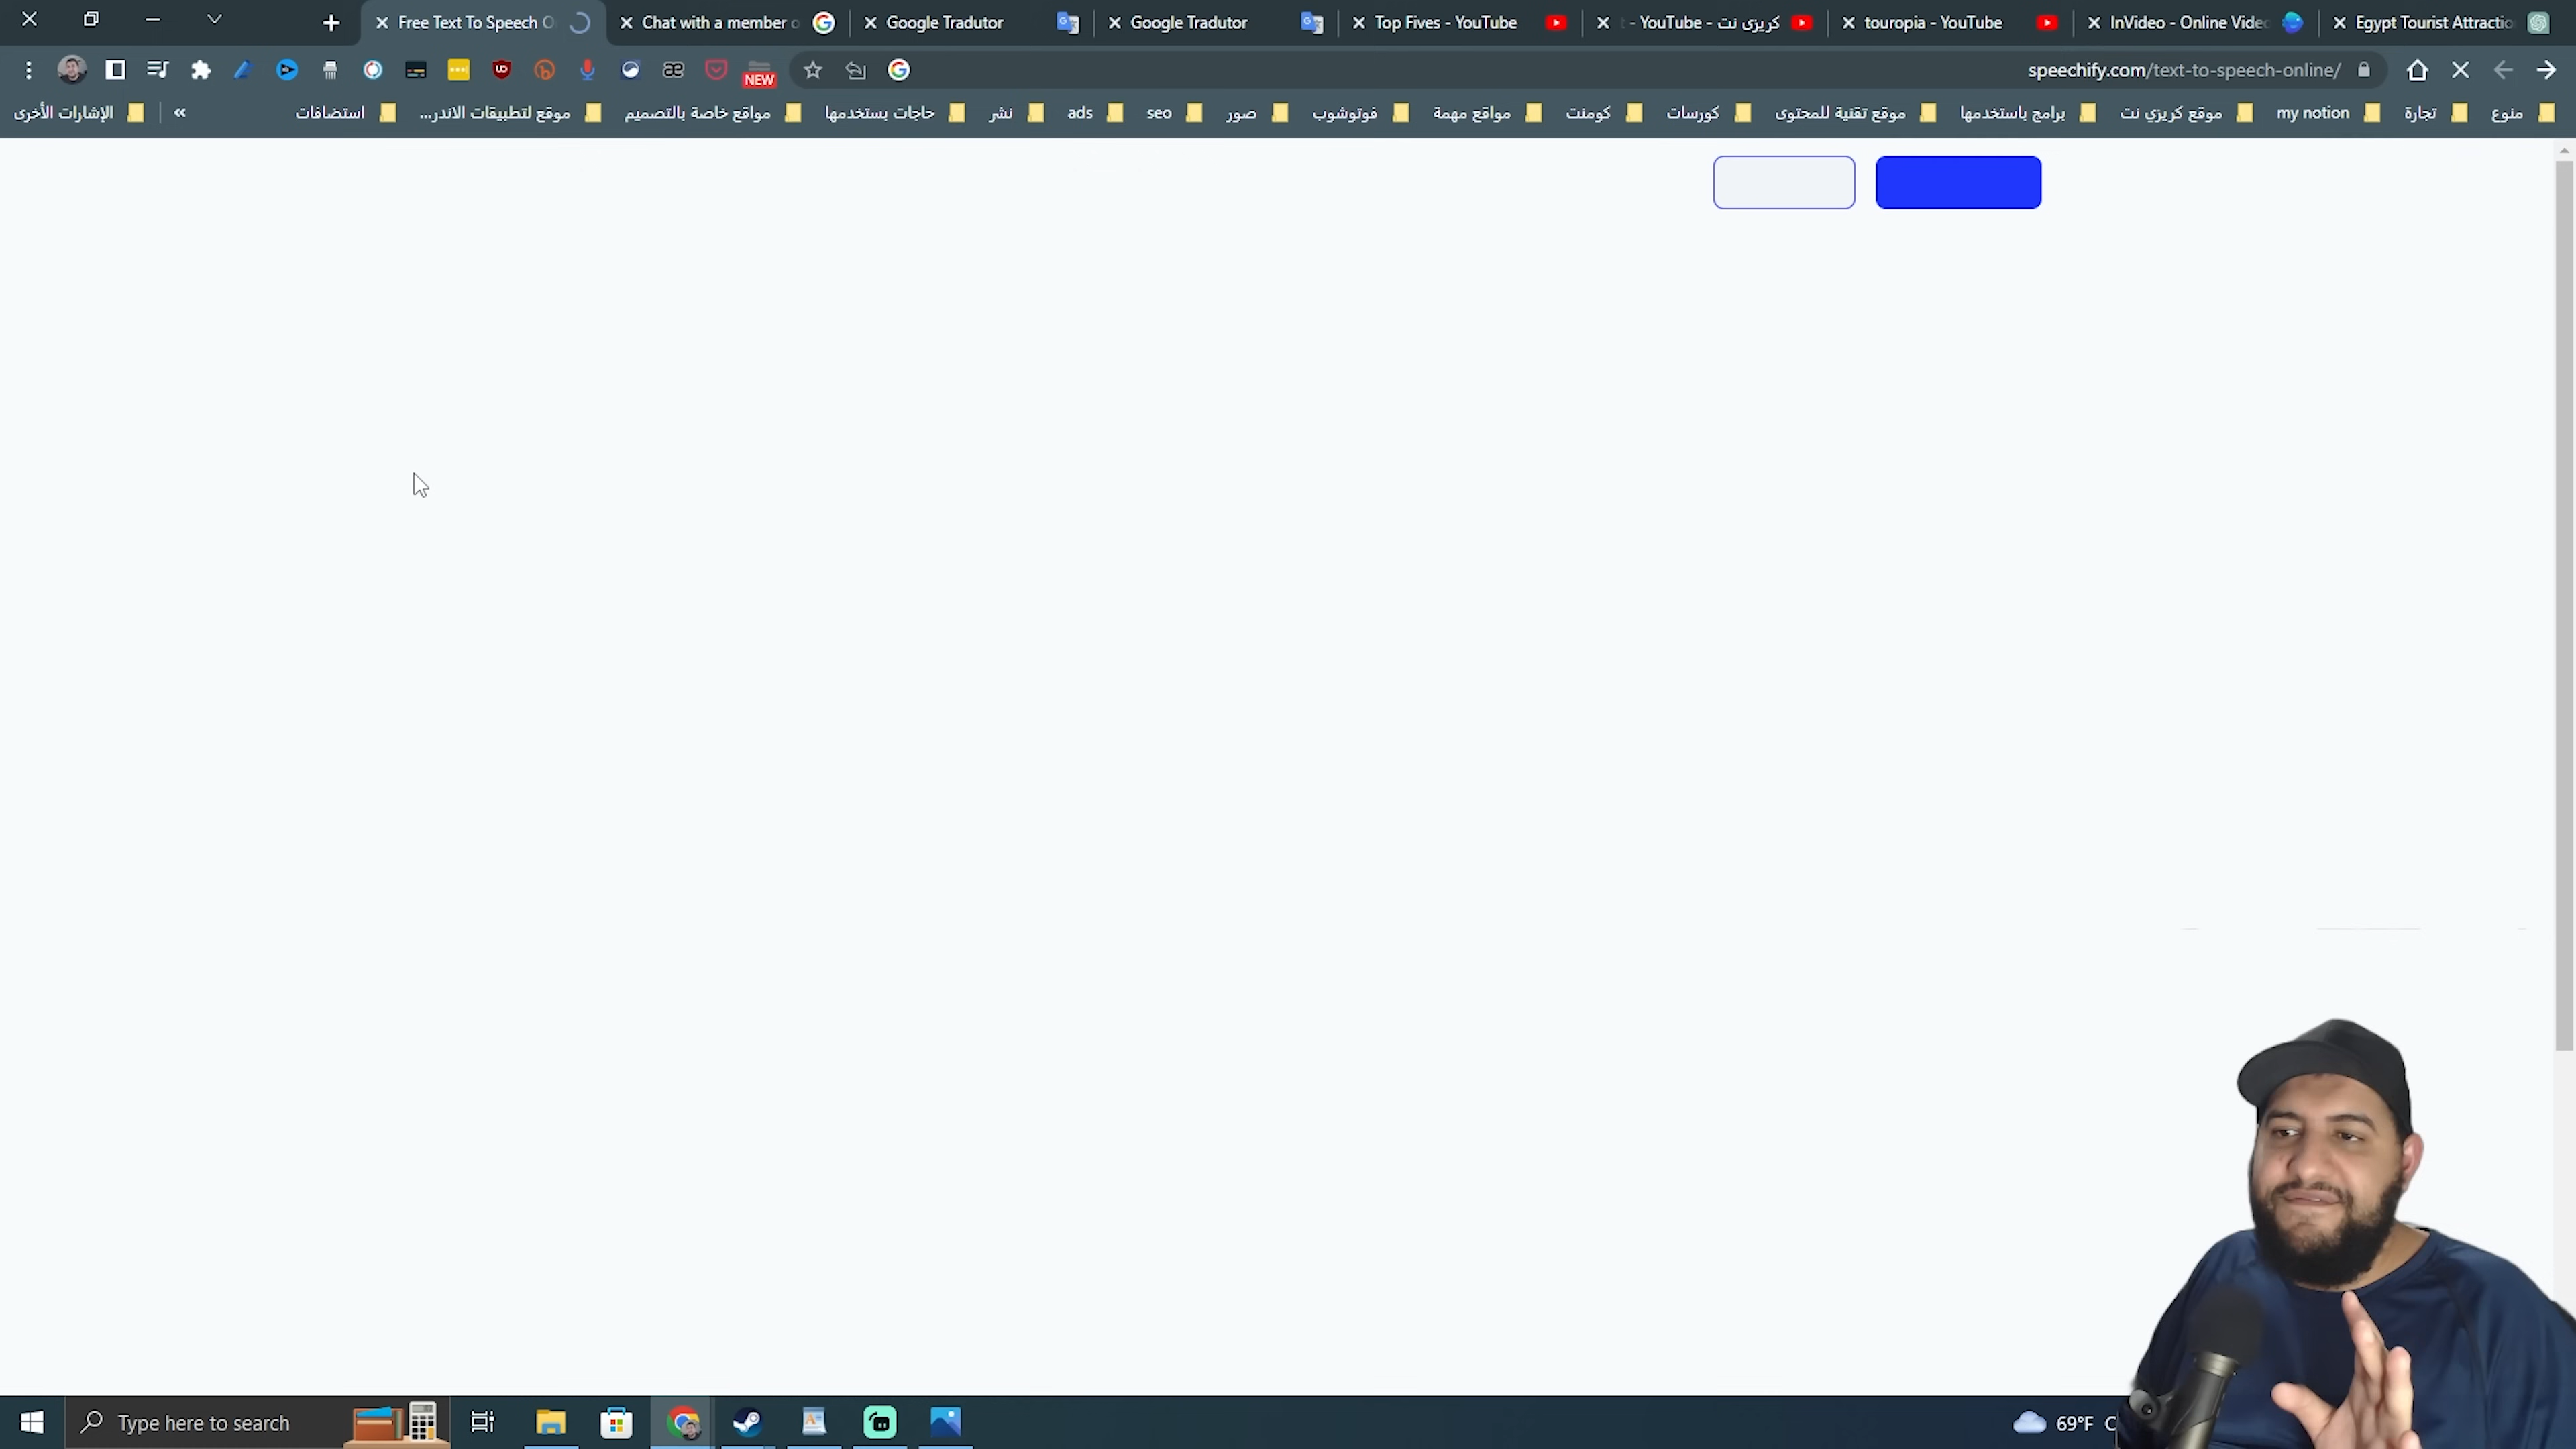 Free Text To Speech O
Chat with a member o
Google Tradutor
Google Tradutor
Top Fives - YouTube
كريزى نت - YouTube -
touropia - YouTube
InVideo - Online Vide
Egypt Tourist Attractio
NEW
speechify.com/text-to-speech-online/
منوع
تجارة
my notion
موقع كريزي نت
برامج باستخدمها
موقع تقنية للمحتوى
كورسات
كومنت
مواقع مهمة
فوتوشوب
صور
seo
ads
نشر
حاجات بستخدمها
مواقع خاصة بالتصميم
موقع لتطبيقات الاندر...
استضافات
«
الإشارات الأخرى
Type here to search
69°F